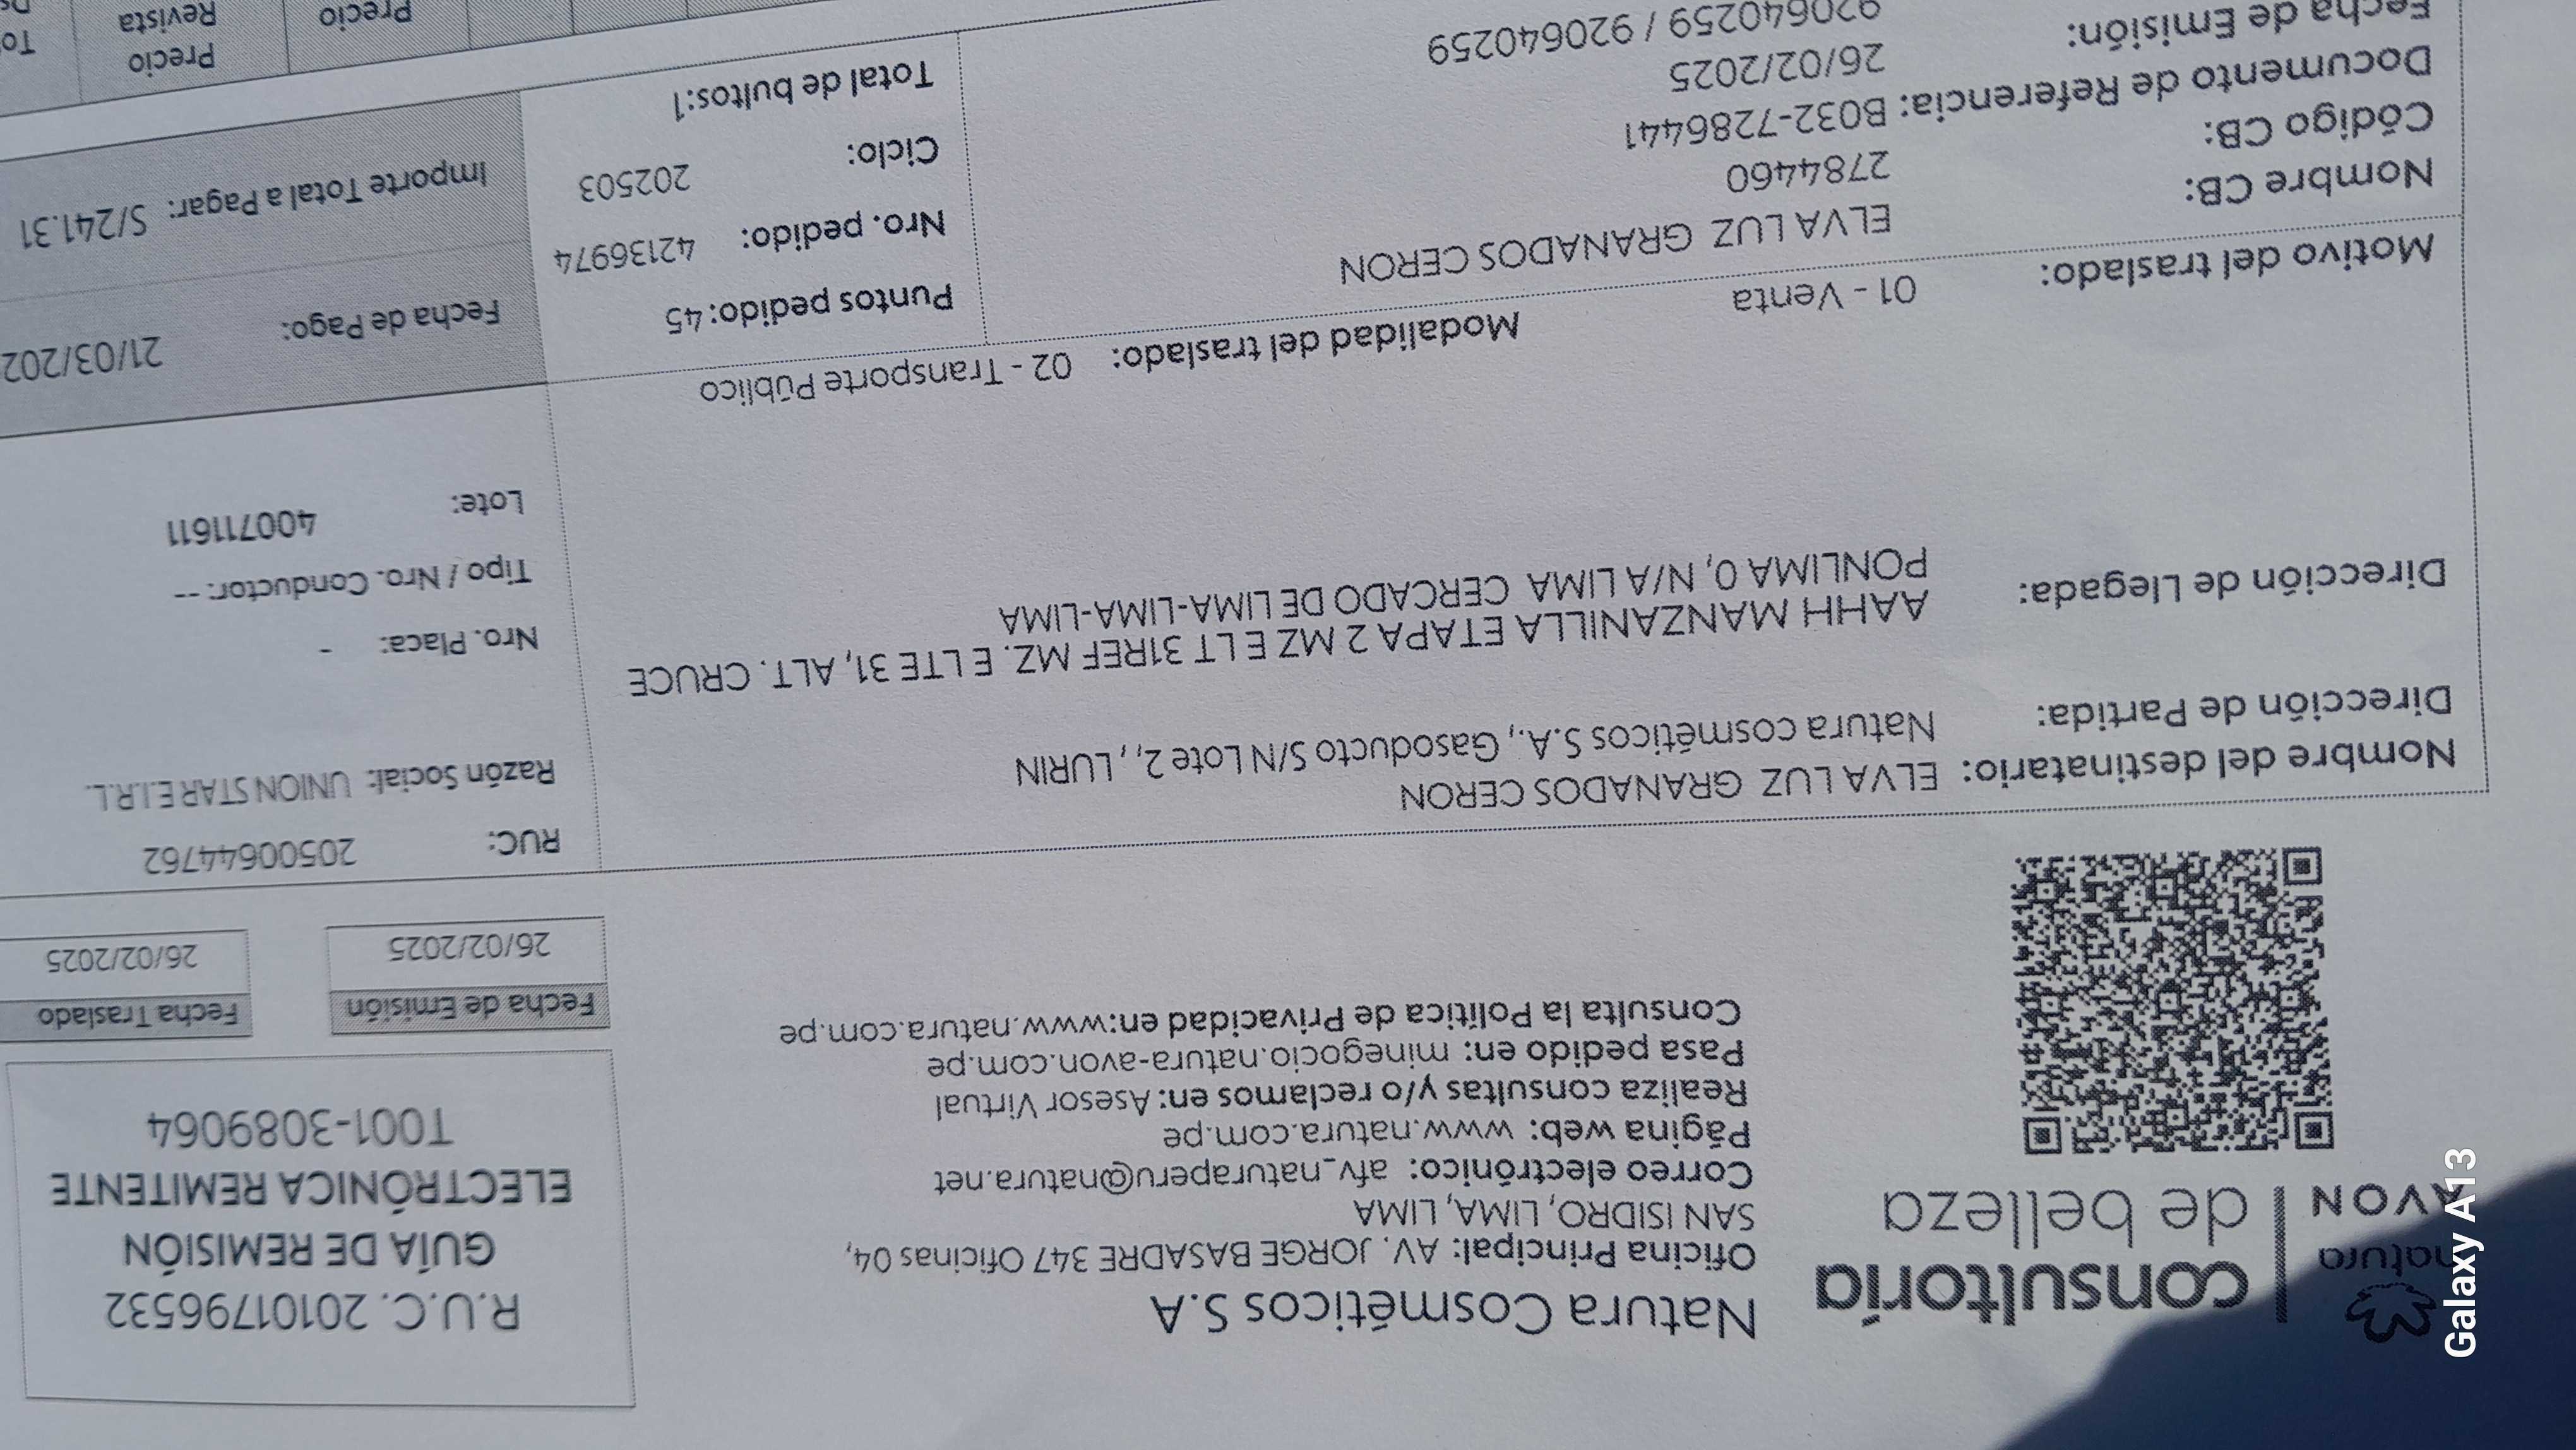 natura
AVON
consultoría
de belleza
Natura Cosméticos S.A
Oficina Principal: AV. JORGE BASADRE 347 Oficinas 04,
SAN ISIDRO, LIMA, LIMA
Correo electrónico: afv_naturaperu@natura.net
Página web: www.natura.com.pe
Realiza consultas y/o reclamos en: Asesor Virtual
Pasa pedido en: minegocio.natura-avon.com.pe
Consulta la Política de Privacidad en:www.natura.com.pe
R.U.C. 20101796532
GUÍA DE REMISIÓN
ELECTRÓNICA REMITENTE
T001-3089064
Fecha de Emisión
26/02/2025
Fecha Traslado
26/02/2025
Nombre del destinatario: ELVA LUZ GRANADOS CERON
Dirección de Partida: Natura cosméticos S.A., Gasoducto S/N Lote 2, , LURIN
Dirección de Llegada: AAHH MANZANILLA ETAPA 2 MZ E LT 31REF MZ. E LTE 31, ALT. CRUCE
PONLIMA 0, N/A LIMA CERCADO DE LIMA-LIMA-LIMA
RUC: 20500644762
Razón Social: UNION STAR E.I.R.L.
Nro. Placa: -
Tipo / Nro. Conductor: --
Lote: 400711611
Motivo del traslado: 01 - Venta
Modalidad del traslado: 02 - Transporte Público
Nombre CB: ELVA LUZ GRANADOS CERON
Código CB: 2784460
Documento de Referencia: B032-7286441
Fecha de Emisión: 26/02/2025
920640259 / 920640259
Puntos pedido: 45
Nro. pedido: 42136974
Ciclo: 202503
Total de bultos:1
Fecha de Pago: 21/03/202
Importe Total a Pagar: S/241.31
Precio
Precio
Revista
To
Galaxy A13